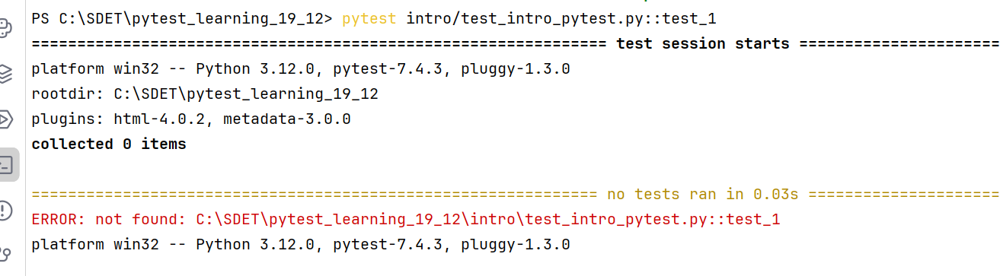 PS C:\SDET\pytest_learning_19_12> pytest intro/test_intro_pytest.py::test_1
=============================================================== test session starts ======================
platform win32 -- Python 3.12.0, pytest-7.4.3, pluggy-1.3.0
rootdir: C:\SDET\pytest_learning_19_12
plugins: html-4.0.2, metadata-3.0.0
collected 0 items
============================================================== no tests ran in 0.03s =====================
ERROR: not found: C:\SDET\pytest_learning_19_12\intro\test_intro_pytest.py::test_1
platform win32 -- Python 3.12.0, pytest-7.4.3, pluggy-1.3.0